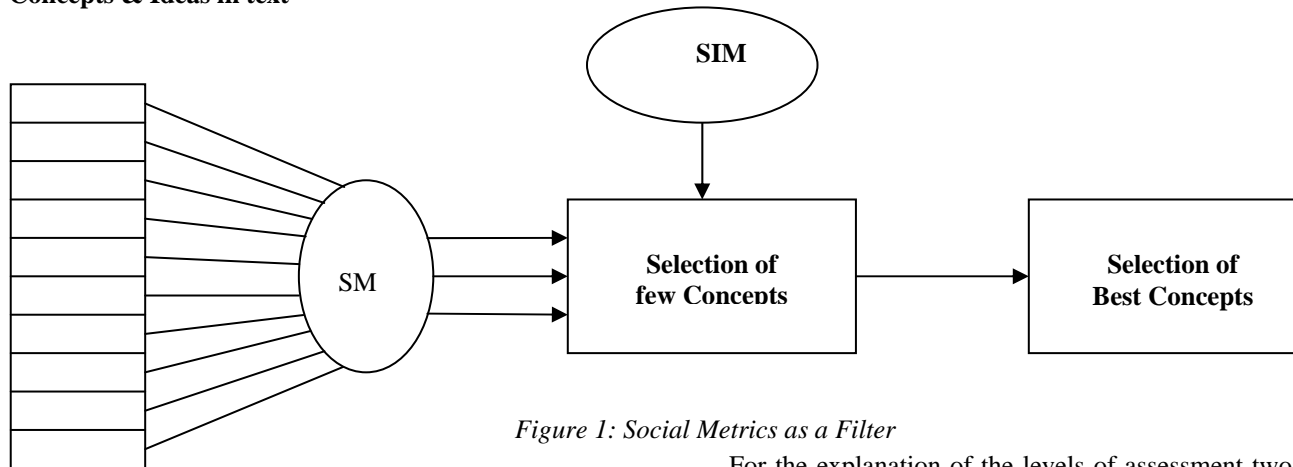 Concepts & Ideas in text
SIM
SM
Selection of
few Concepts
Selection of
Best Concepts
Figure 1: Social Metrics as a Filter
For the explanation of the levels of assessment two